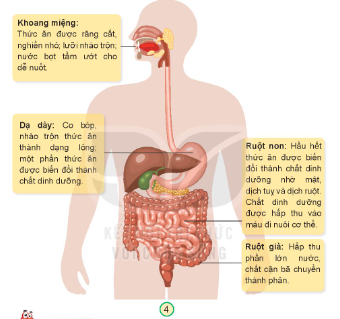 Khoang miệng:
Thức ăn được răng cắt,
nghiền nhỏ; lưỡi nhào trộn;
nước bọt tẩm ướt cho
dễ nuốt.
Dạ dày: Co bóp,
nhào trộn thức ăn
thành dạng lỏng;
một phần thức ăn
được biến đổi thành
chất dinh dưỡng.
Ruột non: Hầu hết
thức ăn được biến
đổi thành chất dinh
dưỡng nhờ mật,
dịch tuỵ và dịch ruột.
Chất dinh dưỡng
được hấp thu vào
máu đi nuôi cơ thể.
Ruột già: Hấp thu
phần lớn nước,
chất cặn bã chuyển
thành phân.
4